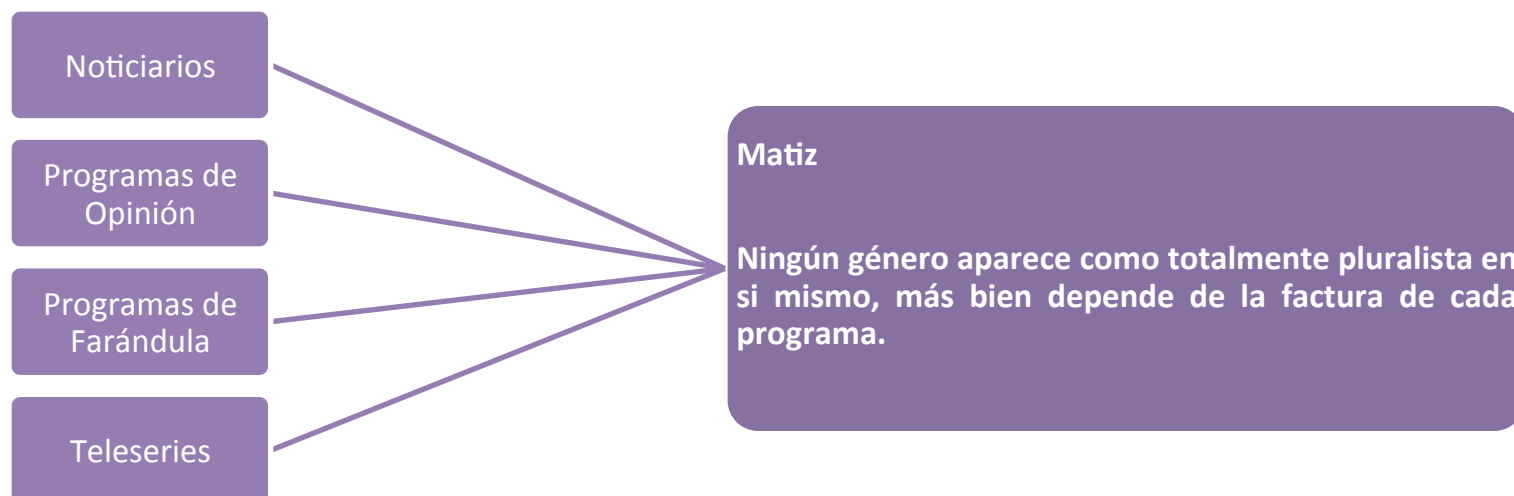 Noticiarios
Programas de
Opinión
Programas de
Farándula
Teleseries
Matiz
Ningún género aparece como totalmente pluralista en
si mismo, más bien depende de la factura de cada
programa.